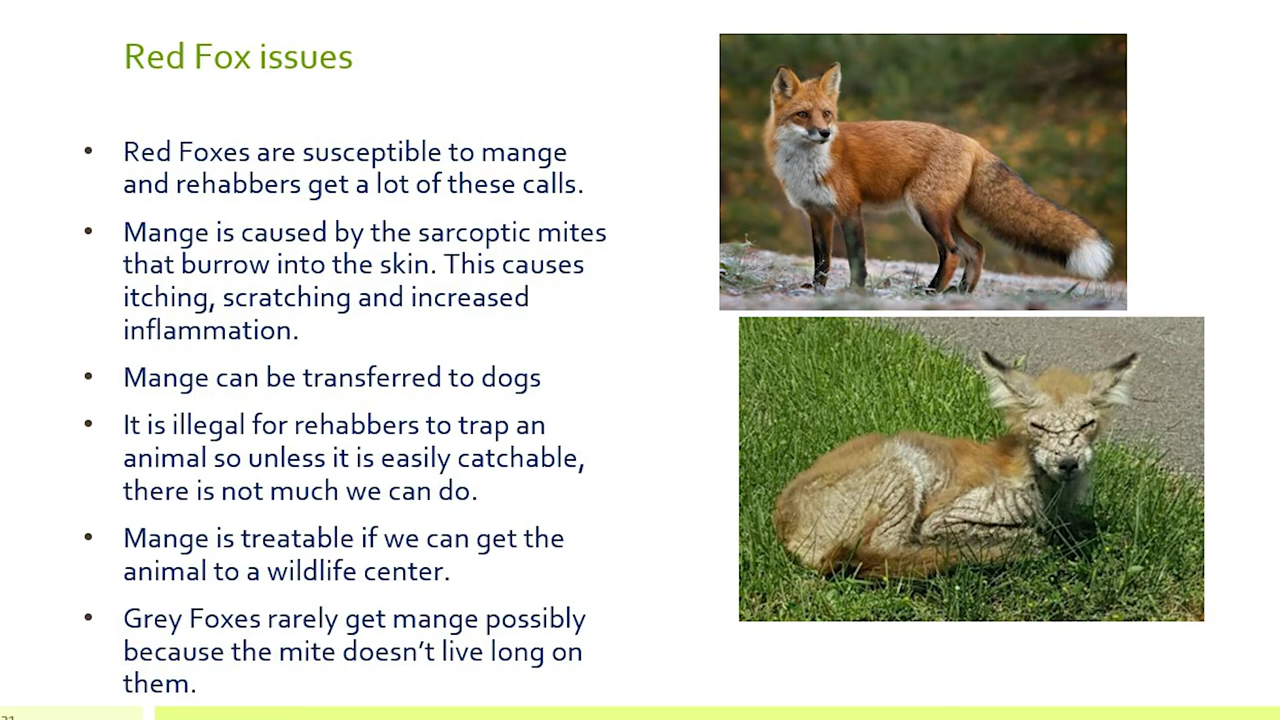 Red Fox issues
• Red Foxes are susceptible to mange
and rehabbers get a lot of these calls.
• Mange is caused by the sarcoptic mites
that burrow into the skin. This causes
itching, scratching and increased
inflammation.
• Mange can be transferred to dogs
• It is illegal for rehabbers to trap an
animal so unless it is easily catchable,
there is not much we can do.
• Mange is treatable if we can get the
animal to a wildlife center.
• Grey Foxes rarely get mange possibly
because the mite doesn’t live long on
them.